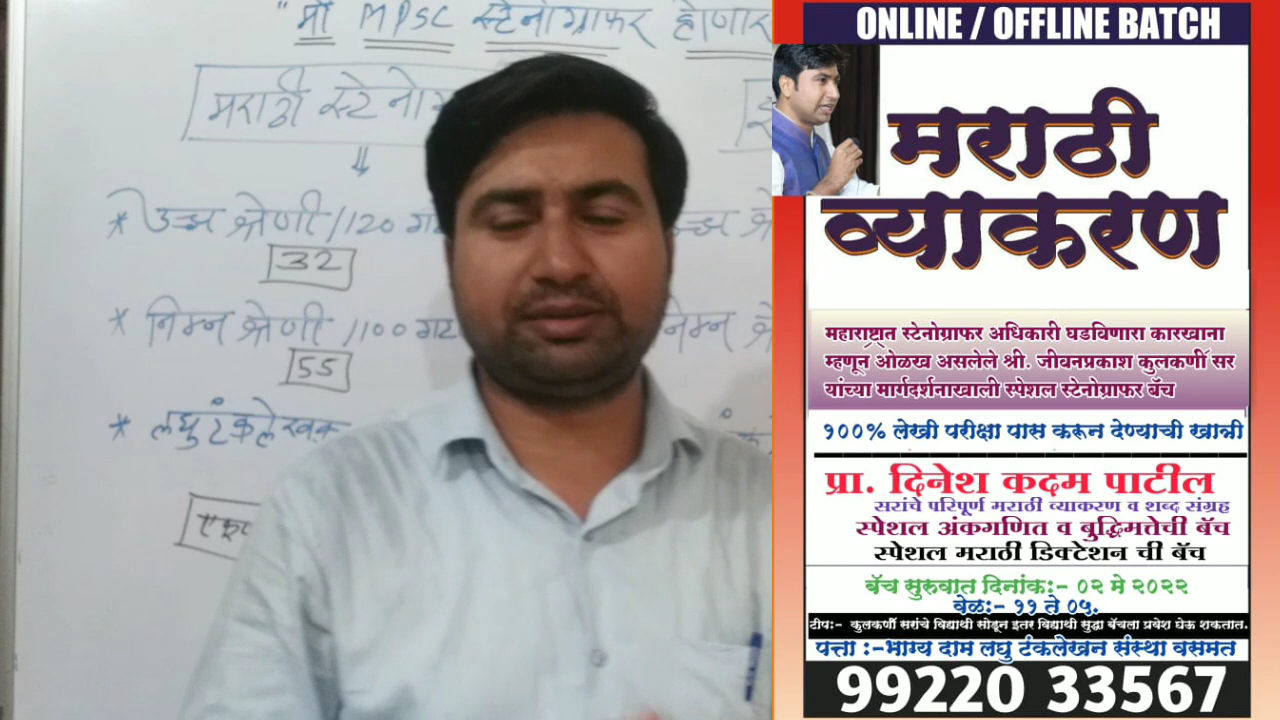 "मी MPSC स्टेनोग्राफर होणार
मराठी स्टेनो
* उच्च श्रेणी / 120
32
* निम्न श्रेणी / 100
निम्न
55
* लघुटंकलेखक
ONLINE / OFFLINE BATCH
मराठी
व्याकरण
महाराष्ट्रात स्टेनोग्राफर अधिकारी घडविणारा कारखाना
म्हणून ओळख असलेले श्री. जीवनप्रकाश कुलकर्णी सर
यांच्या मार्गदर्शनाखाली स्पेशल स्टेनोग्राफर बॅच
१००% लेखी परीक्षा पास करून देण्याची खात्री
प्रा. दिनेश कदम पाटील
सरांचे परिपूर्ण मराठी व्याकरण व शब्द संग्रह
स्पेशल अंकगणित व बुद्धिमत्तेची बॅच
स्पेशल मराठी डिक्टेशन ची बॅच
बॅच सुरुवात दिनांक:- ०२ मे २०२२
वेळ:- ११ ते ०५.
टीप:- कुलकर्णी सरांचे विद्यार्थी सोडून इतर विद्यार्थी सुद्धा बॅचला प्रवेश घेऊ शकतात.
पत्ता :-भाग्य दाम लघु टंकलेखन संस्था वसमत
99220 33567